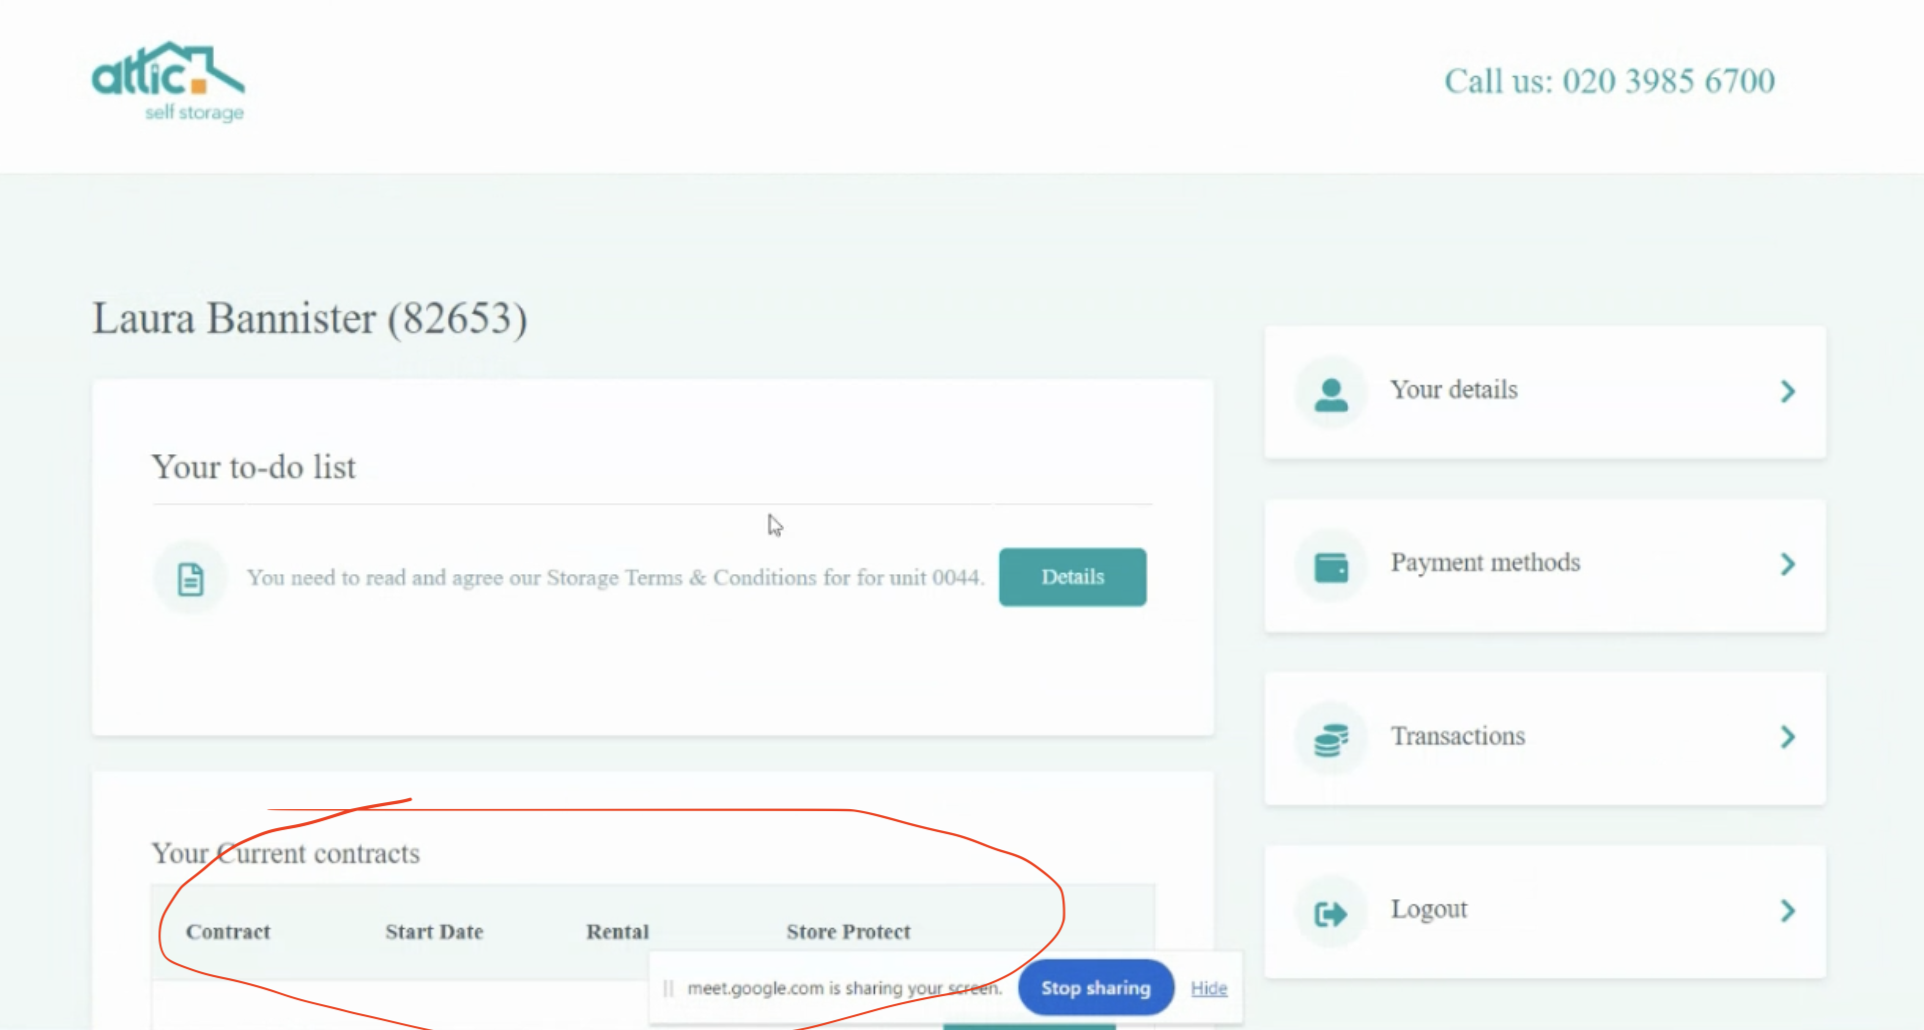 attic
self storage
Call us: 020 3985 6700
Laura Bannister (82653)
Your to-do list
You need to read and agree our Storage Terms & Conditions for for unit 0044.
Details
Your Current contracts
Contract Start Date Rental Store Protect
meet.google.com is sharing your screen. Stop sharing Hide
Your details
Payment methods
Transactions
Logout